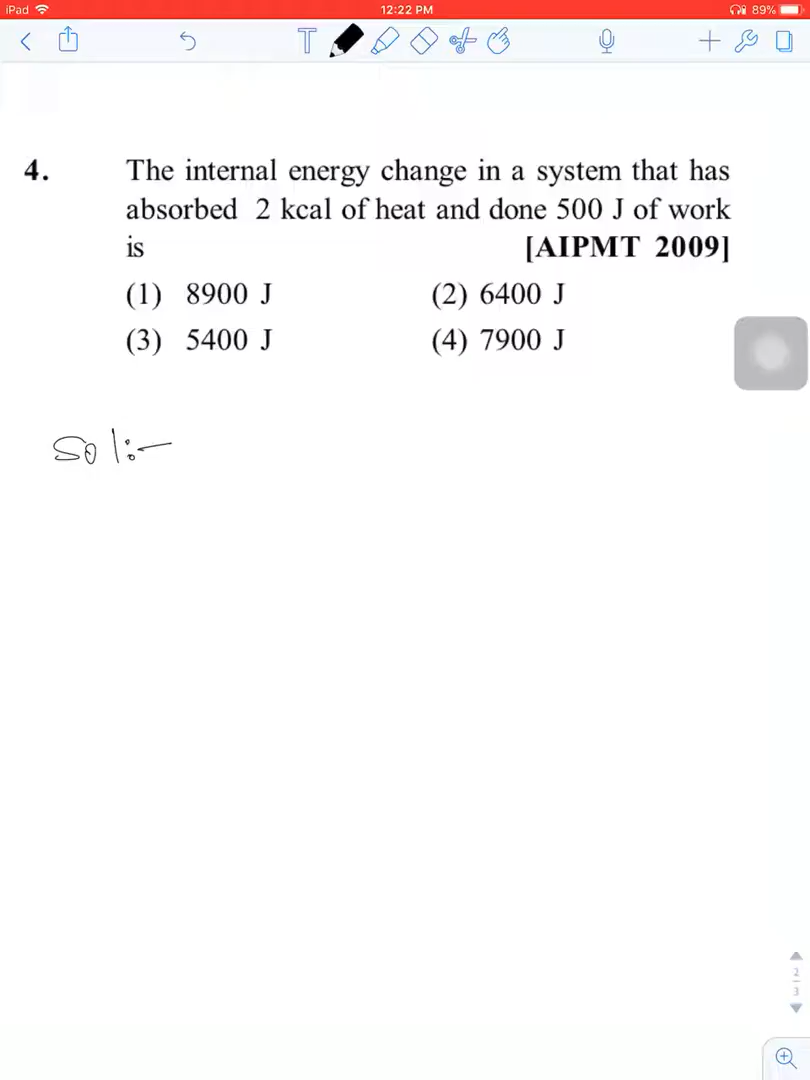 iPad 12:22 PM 89%
T
4. The internal energy change in a system that has
absorbed 2 kcal of heat and done 500 J of work
is [AIPMT 2009]
(1) 8900 J (2) 6400 J
(3) 5400 J (4) 7900 J
Sol:-
2
3